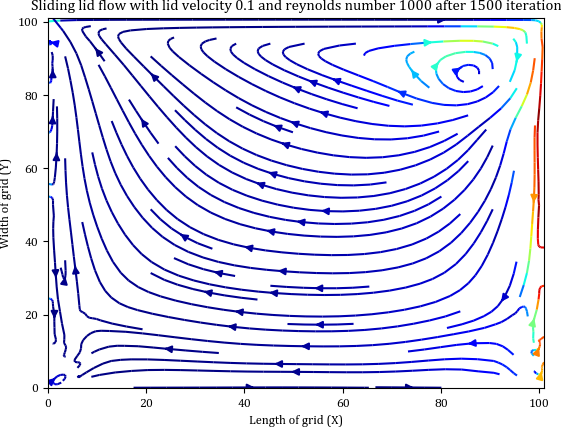 Sliding lid flow with lid velocity 0.1 and reynolds number 1000 after 1500 iteration
100
80
60
40
20
0
Width of grid (Y)
0 20 40 60 80 100
Length of grid (X)